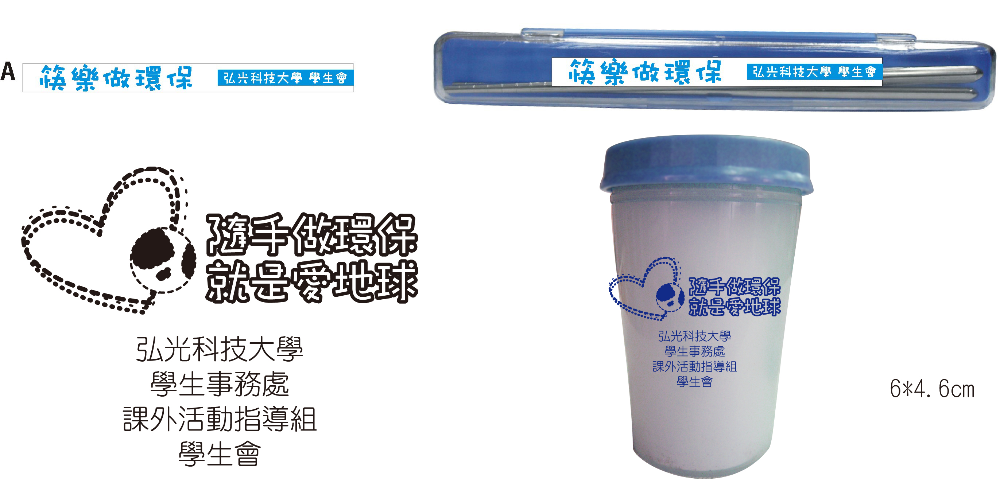 A
筷樂做環保 弘光科技大學 學生會
筷樂做環保 弘光科技大學 學生會
隨手做環保
就是愛地球
弘光科技大學
學生事務處
課外活動指導組
學生會
隨手做環保
就是愛地球
弘光科技大學
學生事務處
課外活動指導組
學生會
6*4.6cm